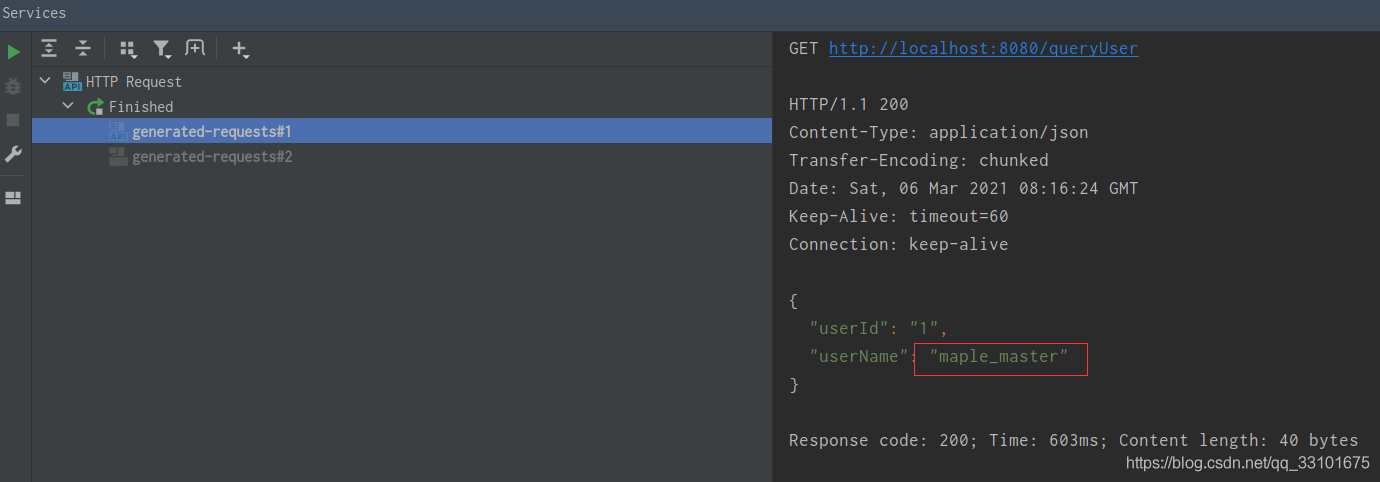 Services
HTTP Request
Finished
generated-requests#1
generated-requests#2
GET http://localhost:8080/queryUser
HTTP/1.1 200
Content-Type: application/json
Transfer-Encoding: chunked
Date: Sat, 06 Mar 2021 08:16:24 GMT
Keep-Alive: timeout=60
Connection: keep-alive
{
"userId": "1",
"userName": "maple_master"
}
Response code: 200; Time: 603ms; Content length: 40 bytes
https://blog.csdn.net/qq_33101675